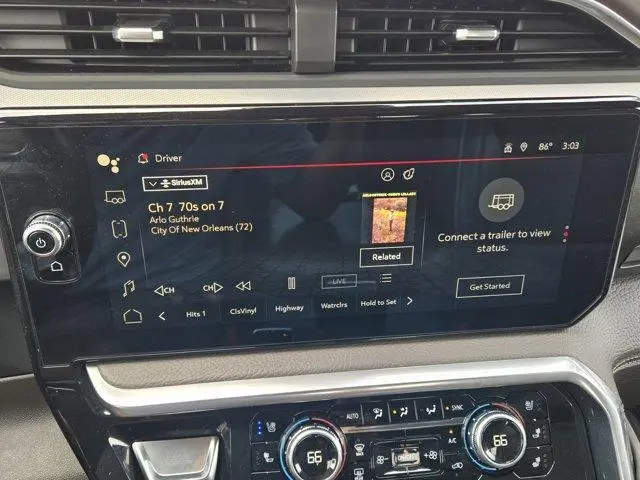 Driver
86° 3:03
SiriusXM
Ch 7 70s on 7
Arlo Guthrie
City Of New Orleans (72)
Related
Connect a trailer to view
status.
Get Started
CH CH
LIVE
Hits 1 ClsVinyl Highway Watrclrs Hold to Set
AUTO SYNC
A/C
66 66